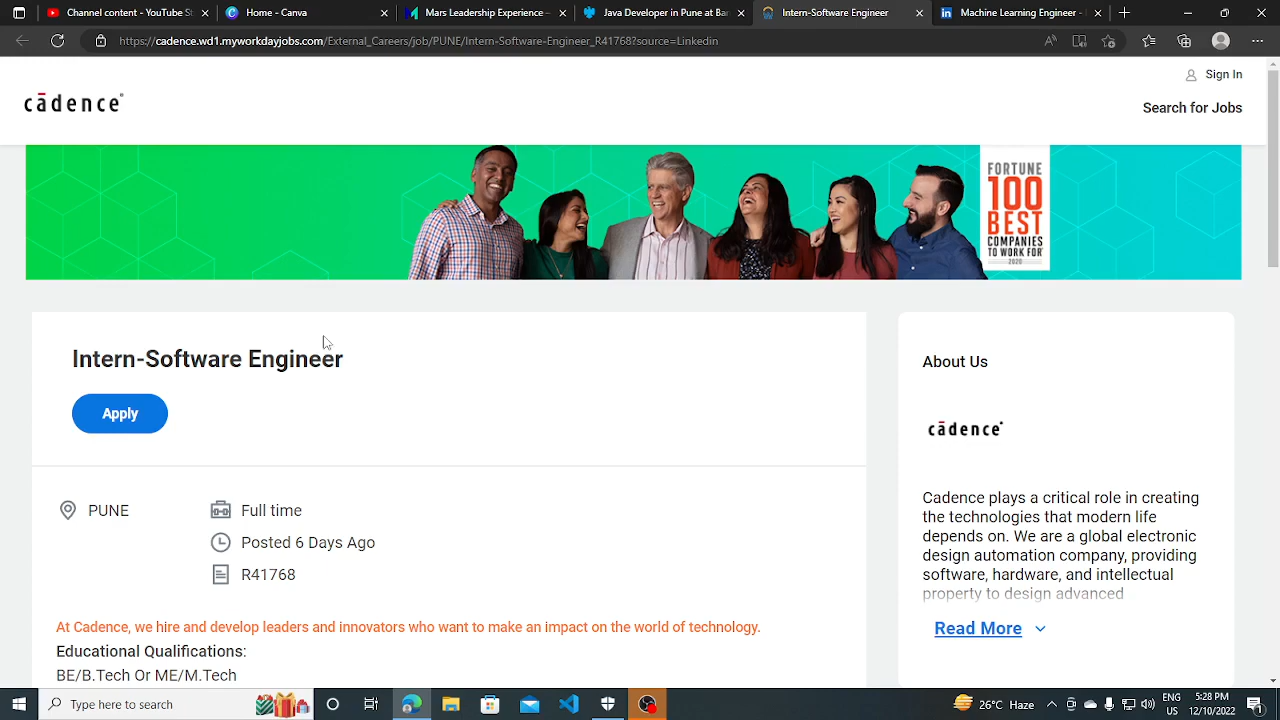 Channel content - YouTube St
Home - Canva
Mars Leadership Experience –
Java Developer in Pune at Bar
Intern-Software Engineer
Machine Learning Engineer -
https://cadence.wd1.myworkdayjobs.com/External_Careers/job/PUNE/Intern-Software-Engineer_R41768?source=Linkedin
Sign In
cādence®
Search for Jobs
FORTUNE
100
BEST
COMPANIES
TO WORK FOR®
2020
Intern-Software Engineer
Apply
PUNE
Full time
Posted 6 Days Ago
R41768
At Cadence, we hire and develop leaders and innovators who want to make an impact on the world of technology.
Educational Qualifications:
BE/B.Tech Or ME/M.Tech
About Us
cādence®
Cadence plays a critical role in creating
the technologies that modern life
depends on. We are a global electronic
design automation company, providing
software, hardware, and intellectual
property to design advanced
Read More
Type here to search
26°C Haze
ENG
US
5:28 PM
12/10/2022